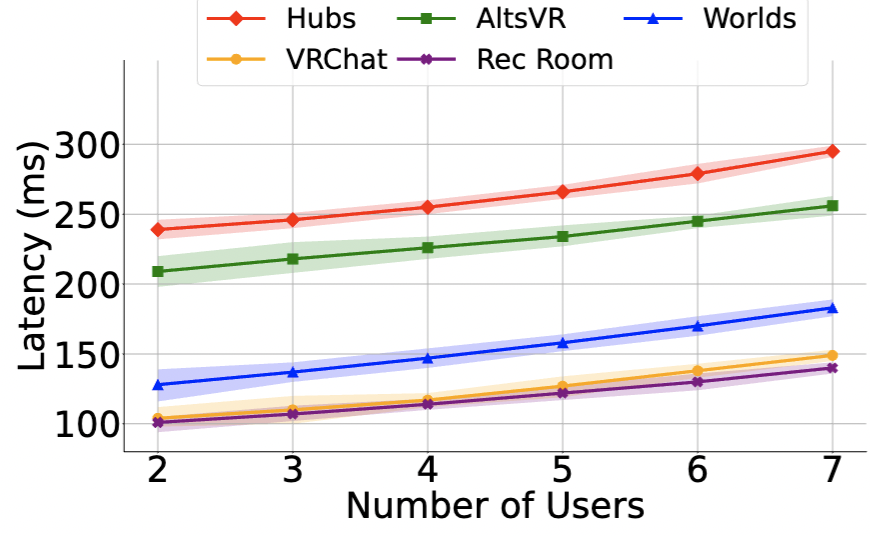 Hubs AltsVR Worlds
VRChat Rec Room
Latency (ms)
300
250
200
150
100
2 3 4 5 6 7
Number of Users